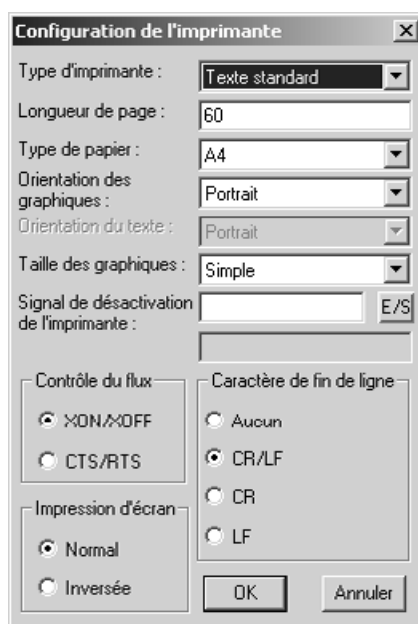 Configuration de l'imprimante
Type d'imprimante :
Texte standard
Longueur de page :
60
Type de papier :
A4
Orientation des
graphiques :
Portrait
Orientation du texte :
Portrait
Taille des graphiques :
Simple
Signal de désactivation
de l'imprimante :
E/S
Contrôle du flux
XON/XOFF
CTS/RTS
Impression d'écran
Normal
Inversée
Caractère de fin de ligne
Aucun
CR/LF
CR
LF
OK
Annuler